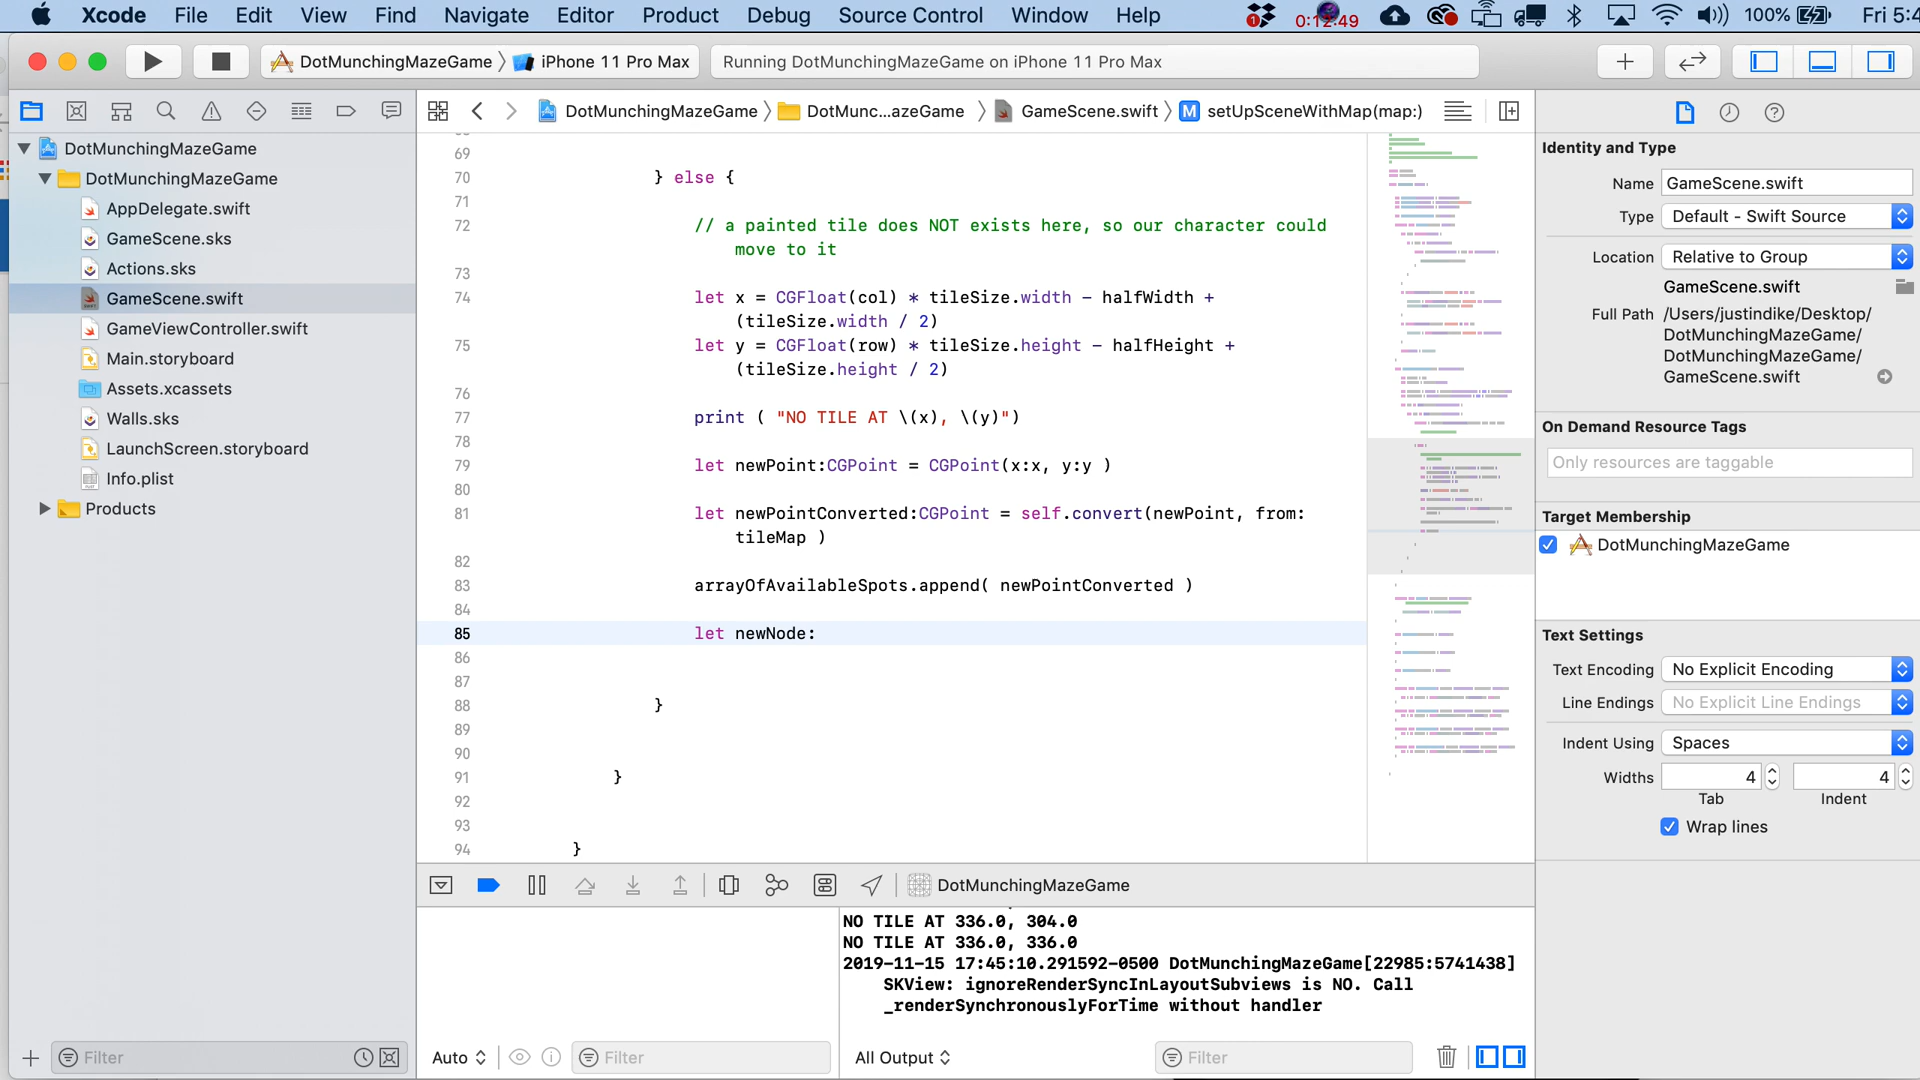 Xcode File Edit View Find Navigate Editor Product Debug Source Control Window Help 1 0:12:49 100% Fri 5:4
DotMunchingMazeGame iPhone 11 Pro Max Running DotMunchingMazeGame on iPhone 11 Pro Max
DotMunchingMazeGame DotMunc...azeGame GameScene.swift M setUpSceneWithMap(map:)
DotMunchingMazeGame
DotMunchingMazeGame
AppDelegate.swift
GameScene.sks
Actions.sks
GameScene.swift
GameViewController.swift
Main.storyboard
Assets.xcassets
Walls.sks
LaunchScreen.storyboard
Info.plist
Products
Filter
69
70 } else {
71
72 // a painted tile does NOT exists here, so our character could
move to it
73
74 let x = CGFloat(col) * tileSize.width - halfWidth +
(tileSize.width / 2)
75 let y = CGFloat(row) * tileSize.height - halfHeight +
(tileSize.height / 2)
76
77 print ( "NO TILE AT \(x), \(y)")
78
79 let newPoint:CGPoint = CGPoint(x:x, y:y )
80
81 let newPointConverted:CGPoint = self.convert(newPoint, from:
tileMap )
82
83 arrayOfAvailableSpots.append( newPointConverted )
84
85 let newNode:
86
87
88 }
89
90
91 }
92
93
94 }
DotMunchingMazeGame
NO TILE AT 336.0, 304.0
NO TILE AT 336.0, 336.0
2019-11-15 17:45:10.291592-0500 DotMunchingMazeGame[22985:5741438]
SKView: ignoreRenderSyncInLayoutSubviews is NO. Call
_renderSynchronouslyForTime without handler
Auto Filter All Output Filter
Identity and Type
Name GameScene.swift
Type Default - Swift Source
Location Relative to Group
GameScene.swift
Full Path /Users/justindike/Desktop/
DotMunchingMazeGame/
DotMunchingMazeGame/
GameScene.swift
On Demand Resource Tags
Only resources are taggable
Target Membership
DotMunchingMazeGame
Text Settings
Text Encoding No Explicit Encoding
Line Endings No Explicit Line Endings
Indent Using Spaces
Widths 4 4
Tab Indent
Wrap lines